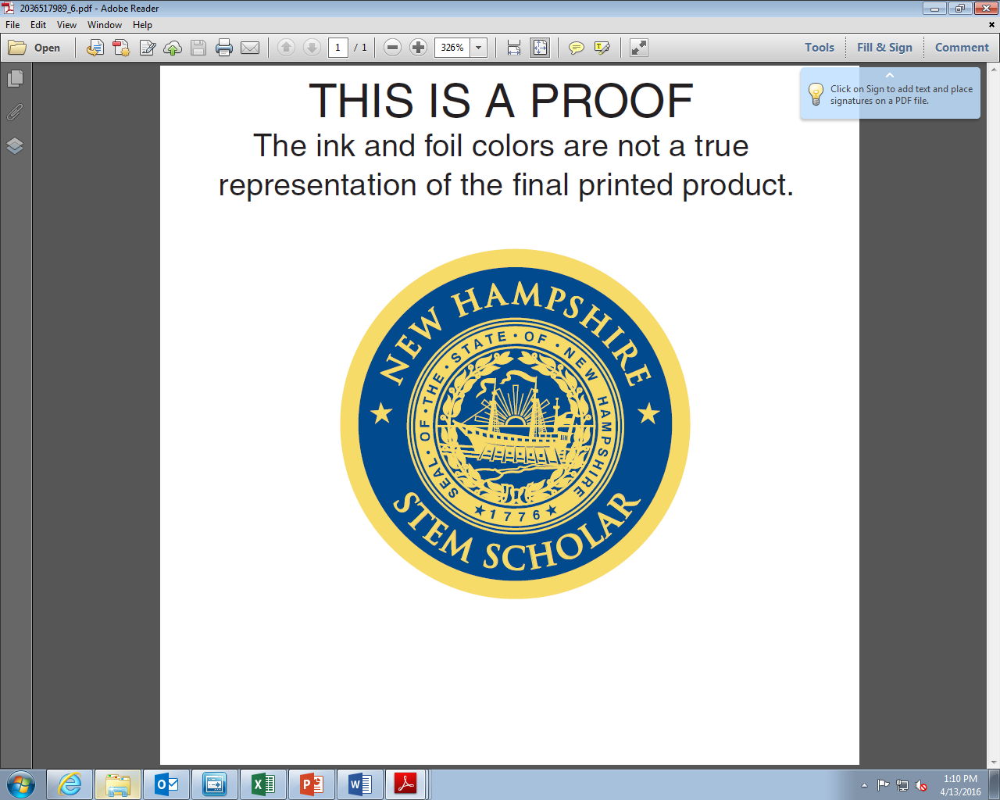 2036517989_6.pdf - Adobe Reader
File Edit View Window Help
Open 1 / 1 326% Tools Fill & Sign Comment
Click on Sign to add text and place
signatures on a PDF file.
THIS IS A PROOF
The ink and foil colors are not a true
representation of the final printed product.
NEW HAMPSHIRE
SEAL · OF · THE · STATE · OF · NEW HAMPSHIRE
★ 1776 ★
STEM SCHOLAR
1:10 PM
4/13/2016